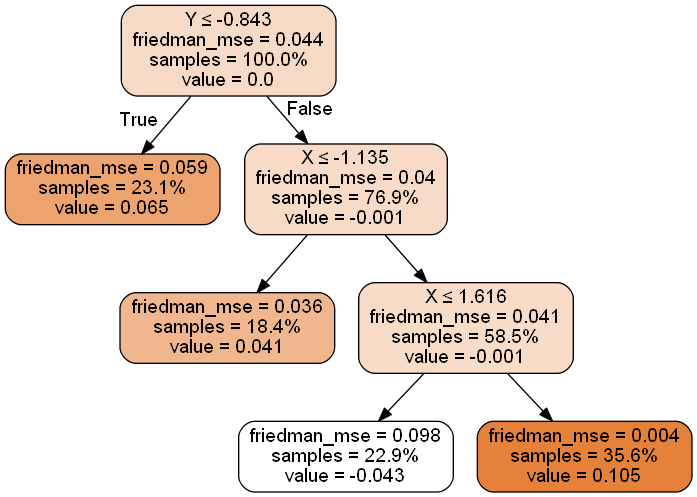 Y ≤ -0.843
friedman_mse = 0.044
samples = 100.0%
value = 0.0
True
False
friedman_mse = 0.059
samples = 23.1%
value = 0.065
X ≤ -1.135
friedman_mse = 0.04
samples = 76.9%
value = -0.001
friedman_mse = 0.036
samples = 18.4%
value = 0.041
X ≤ 1.616
friedman_mse = 0.041
samples = 58.5%
value = -0.001
friedman_mse = 0.098
samples = 22.9%
value = -0.043
friedman_mse = 0.004
samples = 35.6%
value = 0.105